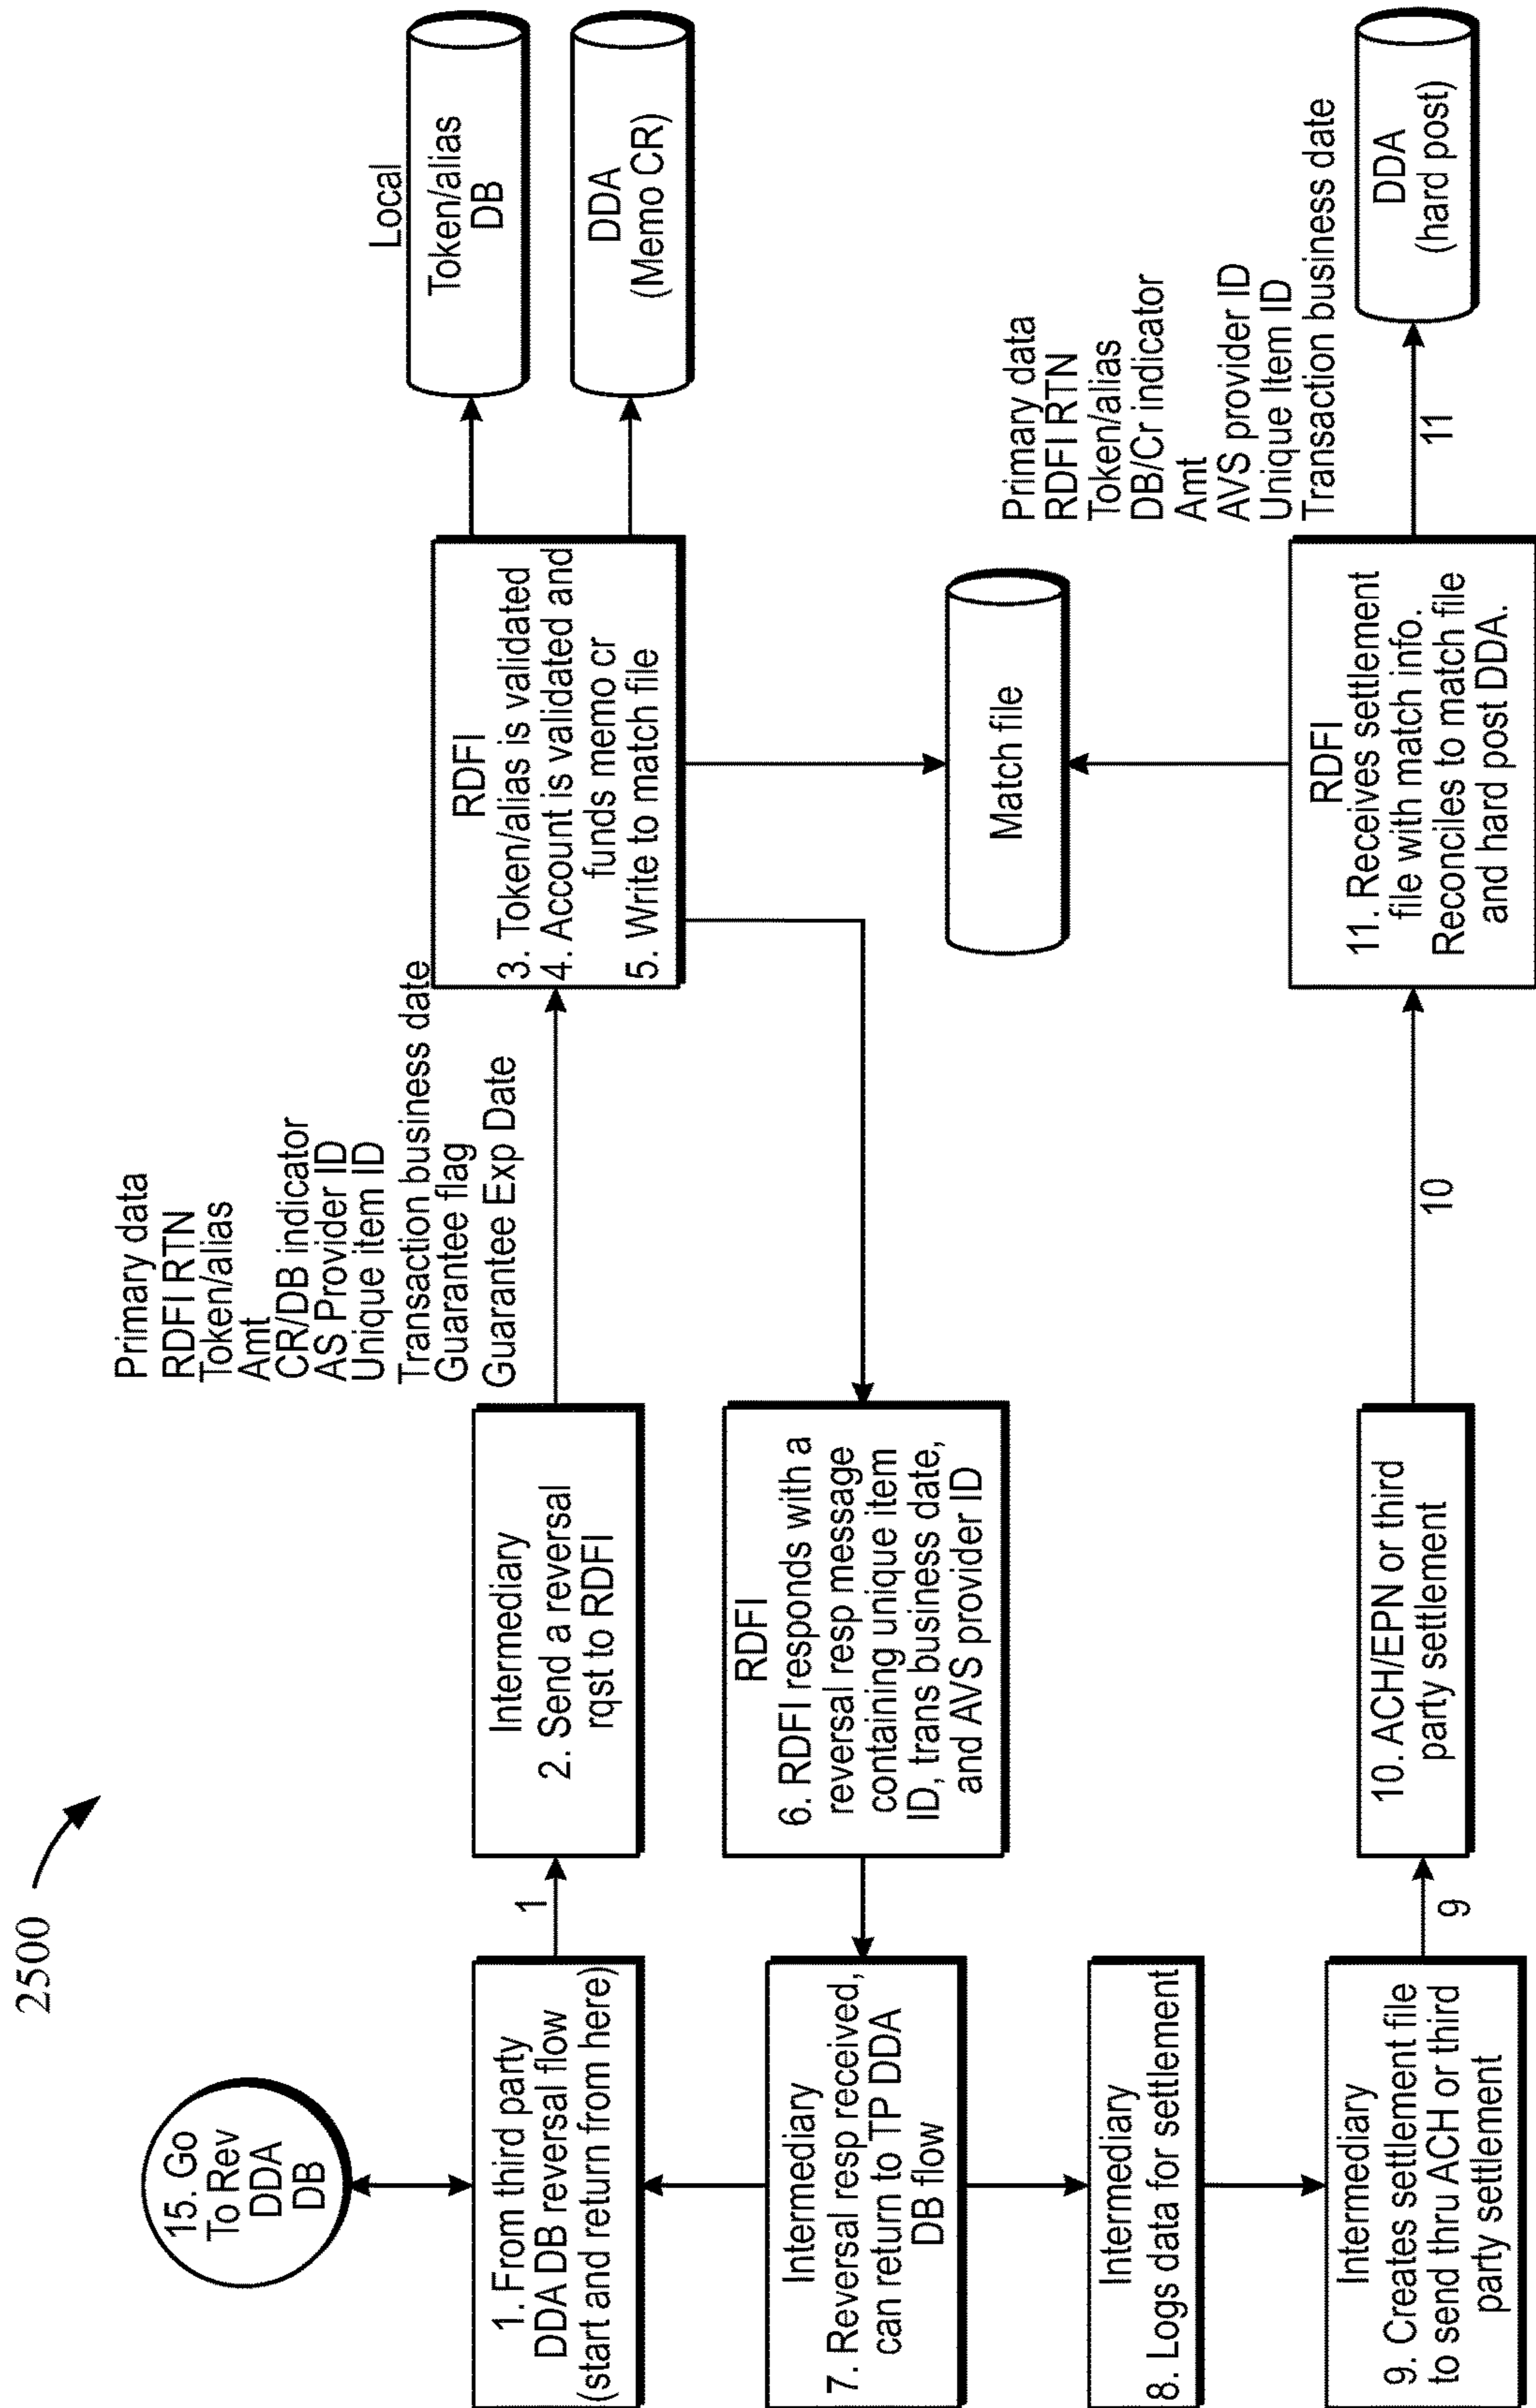 2500
15. Go
To Rev
DDA
DB
1. From third party
DDA DB reversal flow
(start and return from here)
1
Intermediary
2. Send a reversal
rqst to RDFI
Primary data
RDFI RTN
Token/alias
Amt
CR/DB indicator
AS Provider ID
Unique item ID
Transaction business date
Guarantee flag
Guarantee Exp Date
RDFI
3. Token/alias is validated
4. Account is validated and
funds memo cr
5. Write to match file
Local
Token/alias
DB
DDA
(Memo CR)
Intermediary
7. Reversal resp received,
can return to TP DDA
DB flow
RDFI
6. RDFI responds with a
reversal resp message
containing unique item
ID, trans business date,
and AVS provider ID
Match file
Intermediary
8. Logs data for settlement
Intermediary
9. Creates settlement file
to send thru ACH or third
party settlement
9
10. ACH/EPN or third
party settlement
10
RDFI
11. Receives settlement
file with match info.
Reconciles to match file
and hard post DDA.
Primary data
RDFI RTN
Token/alias
DB/Cr indicator
Amt
AVS provider ID
Unique Item ID
Transaction business date
11
DDA
(hard post)